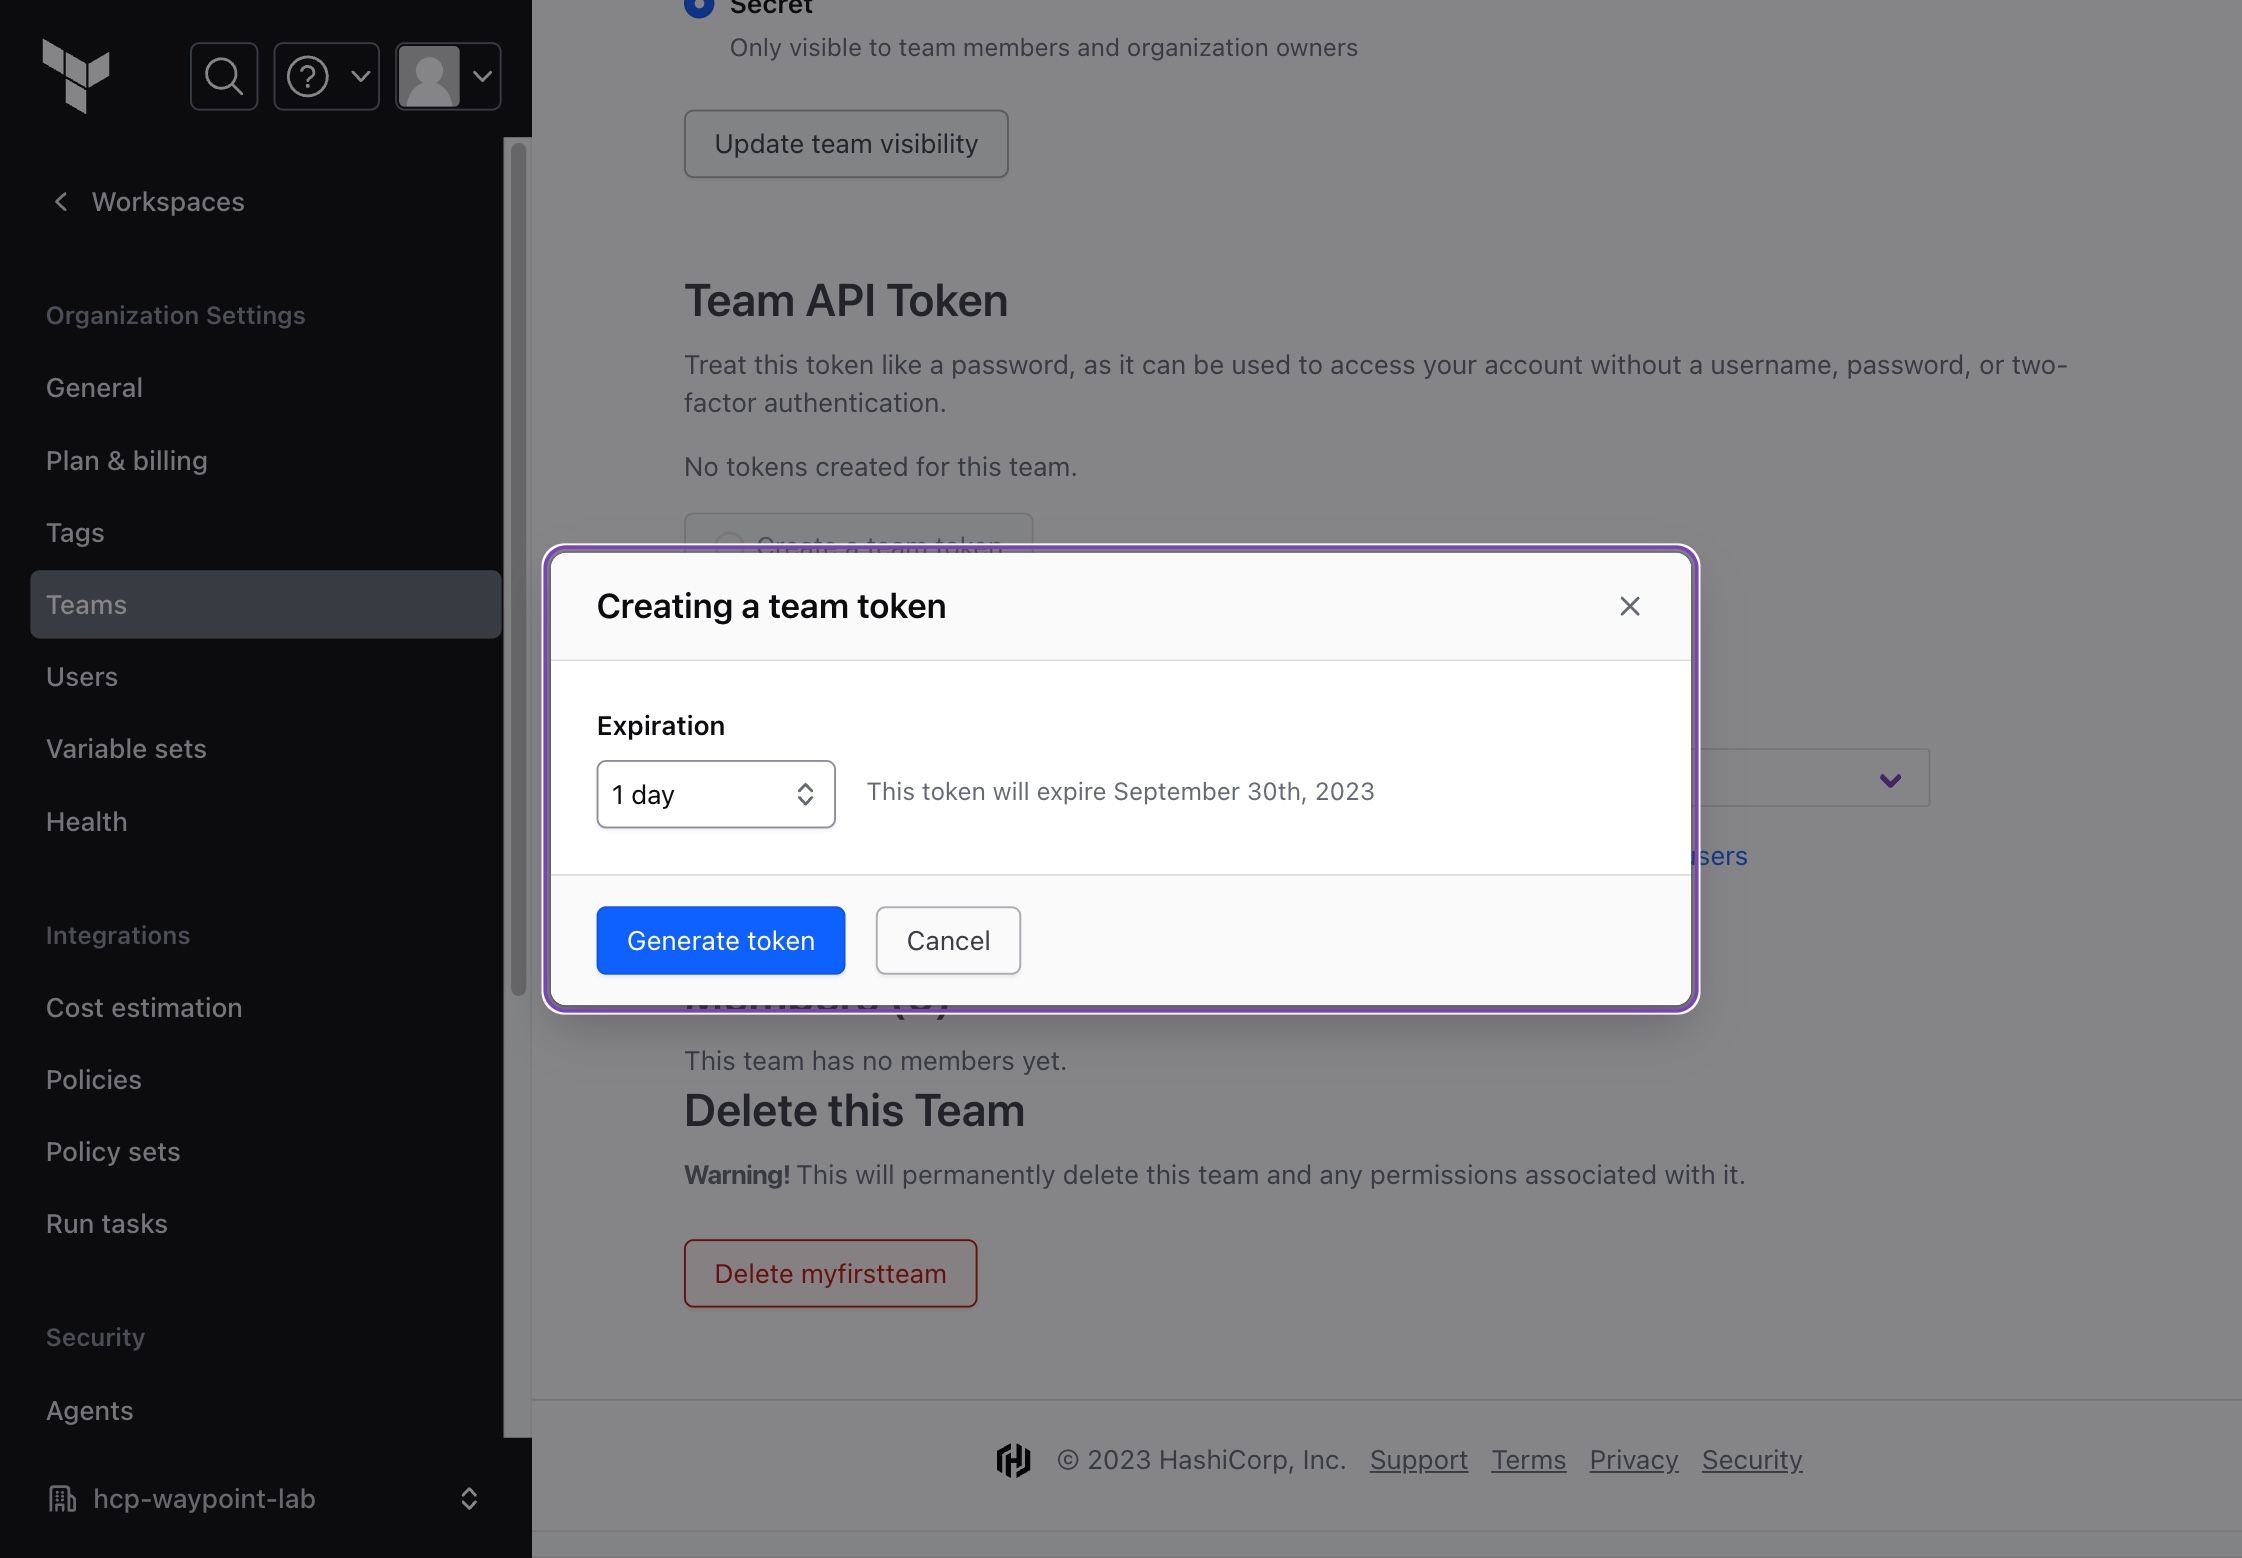 Workspaces
Organization Settings
General
Plan & billing
Tags
Teams
Users
Variable sets
Health
Integrations
Cost estimation
Policies
Policy sets
Run tasks
Security
Agents
hcp-waypoint-lab
Secret
Only visible to team members and organization owners
Update team visibility
Team API Token
Treat this token like a password, as it can be used to access your account without a username, password, or two-
factor authentication.
No tokens created for this team.
Create a team token
Creating a team token
Expiration
1 day
This token will expire September 30th, 2023
users
Generate token
Cancel
This team has no members yet.
Delete this Team
Warning! This will permanently delete this team and any permissions associated with it.
Delete myfirstteam
© 2023 HashiCorp, Inc. Support Terms Privacy Security